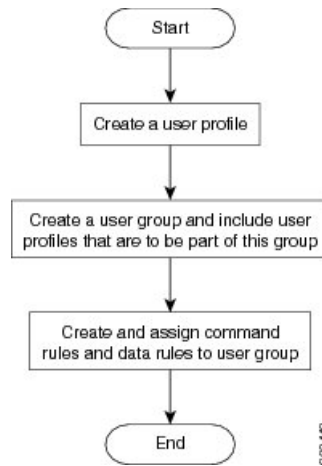 Start
Create a user profile
Create a user group and include user
profiles that are to be part of this group
Create and assign command
rules and data rules to user group
End